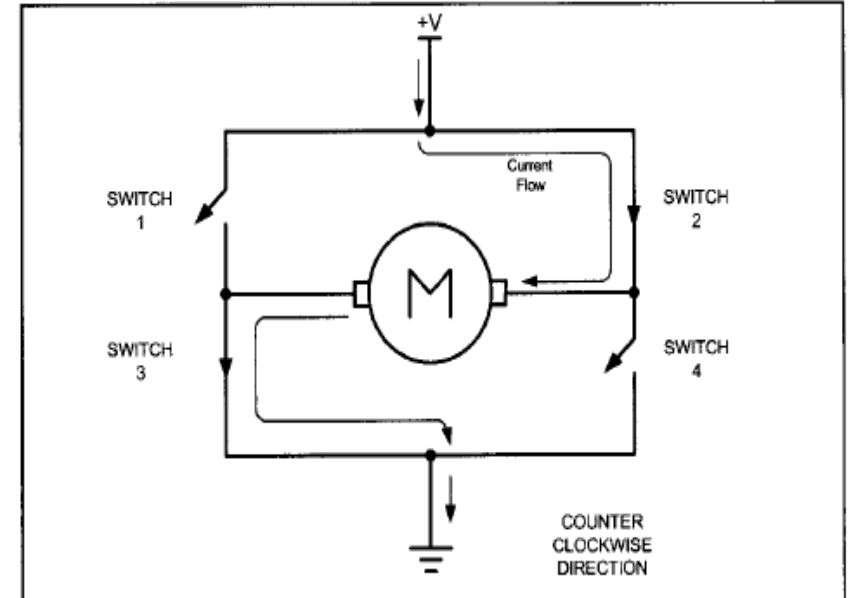 +V
Current
Flow
SWITCH
1
SWITCH
2
M
SWITCH
3
SWITCH
4
COUNTER
CLOCKWISE
DIRECTION